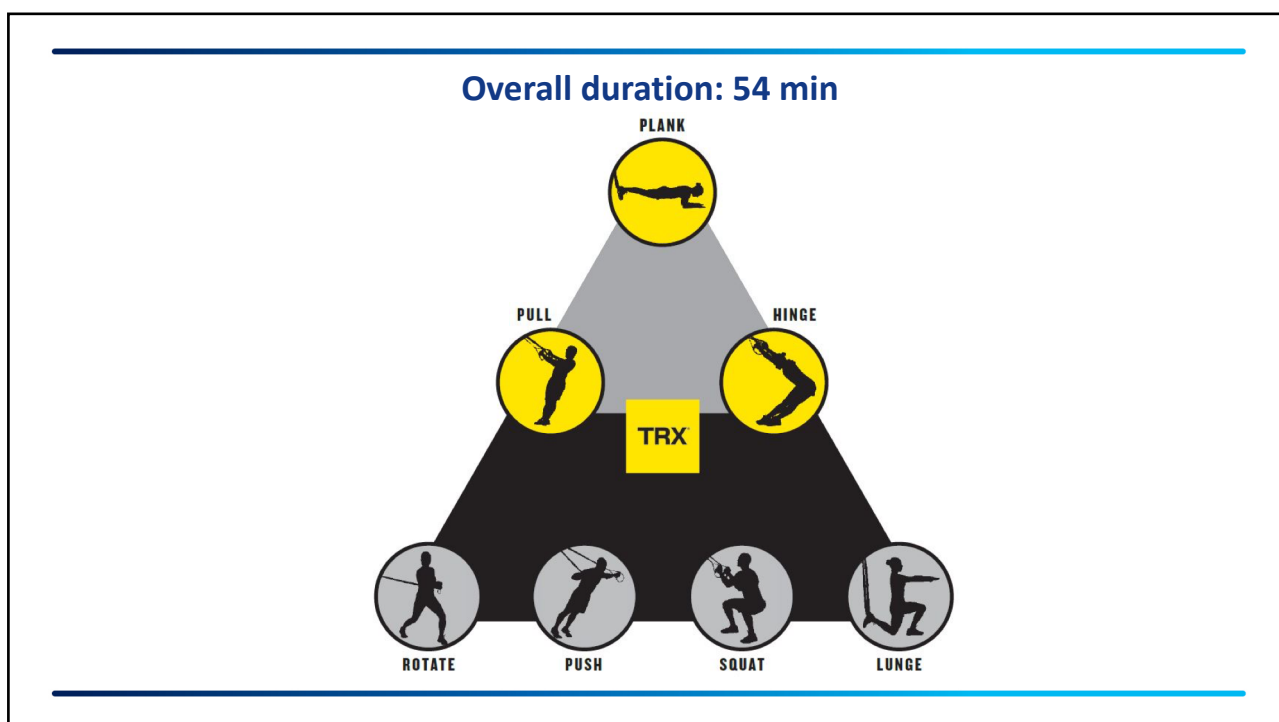 Overall duration: 54 min
PLANK
PULL
HINGE
TRX
ROTATE
PUSH
SQUAT
LUNGE